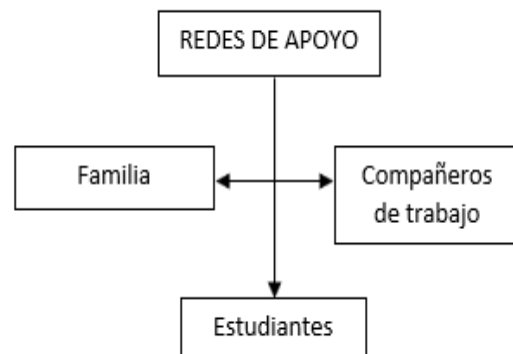 REDES DE APOYO
Familia
Compañeros
de trabajo
Estudiantes